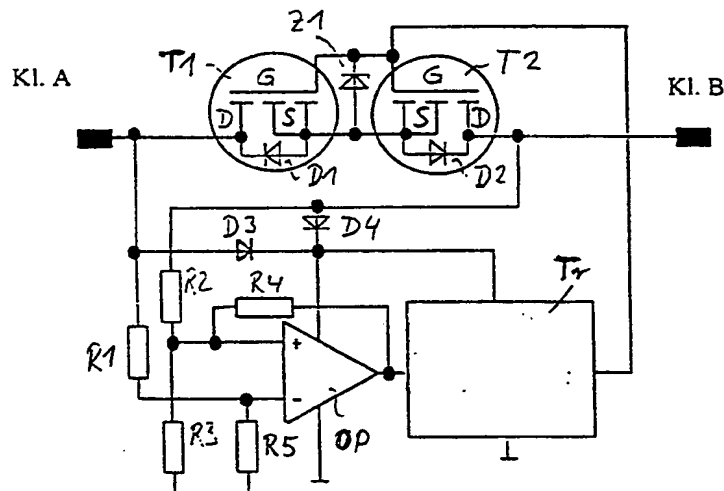 Z1
T1
T2
Kl. A
G
G
Kl. B
D
S
S
D
D1
D2
D3
D4
R2
R4
Tr
R1
+
-
R3
R5
OP